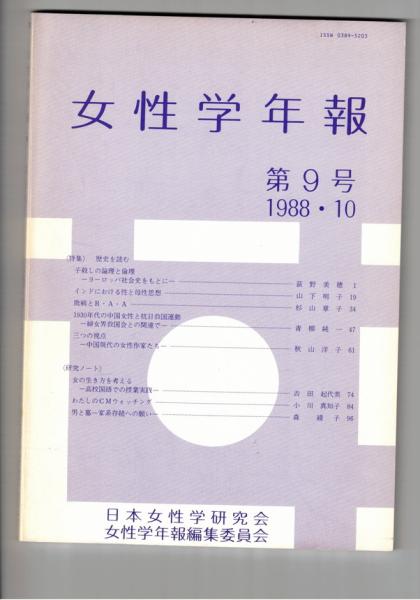 ISSN 0389-5203
女性学年報
第9号
1988・10
〈特集〉 歴史を読む
子殺しの論理と倫理
―ヨーロッパ社会史をもとに― 荻野美穂 1
インドにおける性と母性思想 山下明子 19
敗戦とR・A・A 杉山章子 34
1930年代の中国女性と抗日救国運動
―婦女界救国会との関連で― 青柳純一 47
三つの視点
―中国現代の女性作家たち― 秋山洋子 61
〈研究ノート〉
女の生き方を考える
―高校国語での授業実践― 吉田起代美 74
わたしのCMウォッチング 小川真知子 84
男と墓―家系存続への願い― 森綾子 96
日本女性学研究会
女性学年報編集委員会